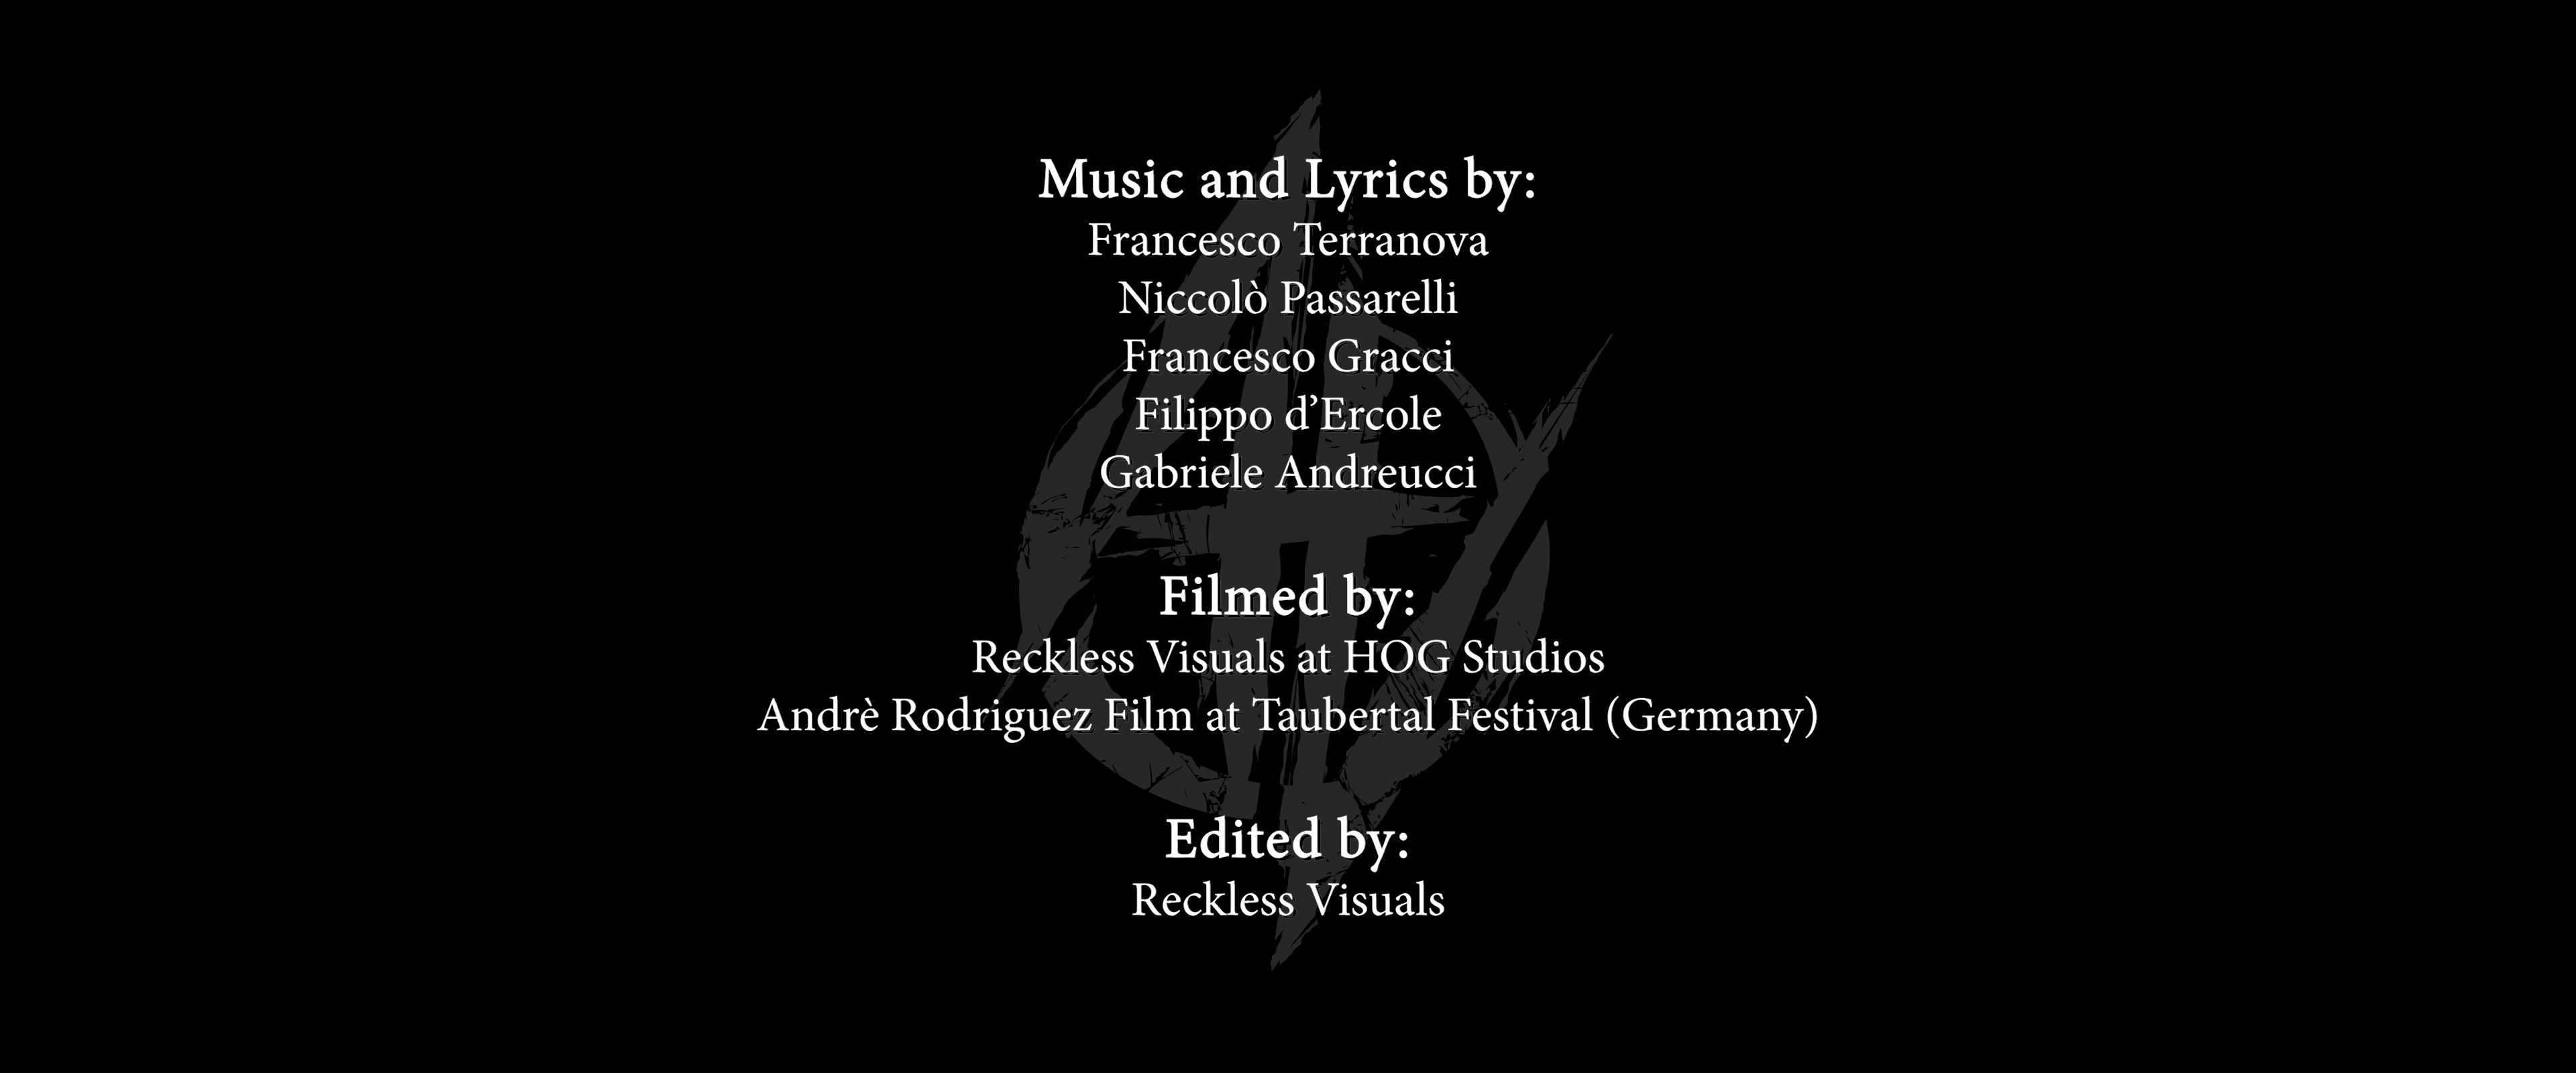 Music and Lyrics by:
Francesco Terranova
Niccolò Passarelli
Francesco Gracci
Filippo d’Ercole
Gabriele Andreucci
Filmed by:
Reckless Visuals at HOG Studios
Andrè Rodriguez Film at Taubertal Festival (Germany)
Edited by:
Reckless Visuals